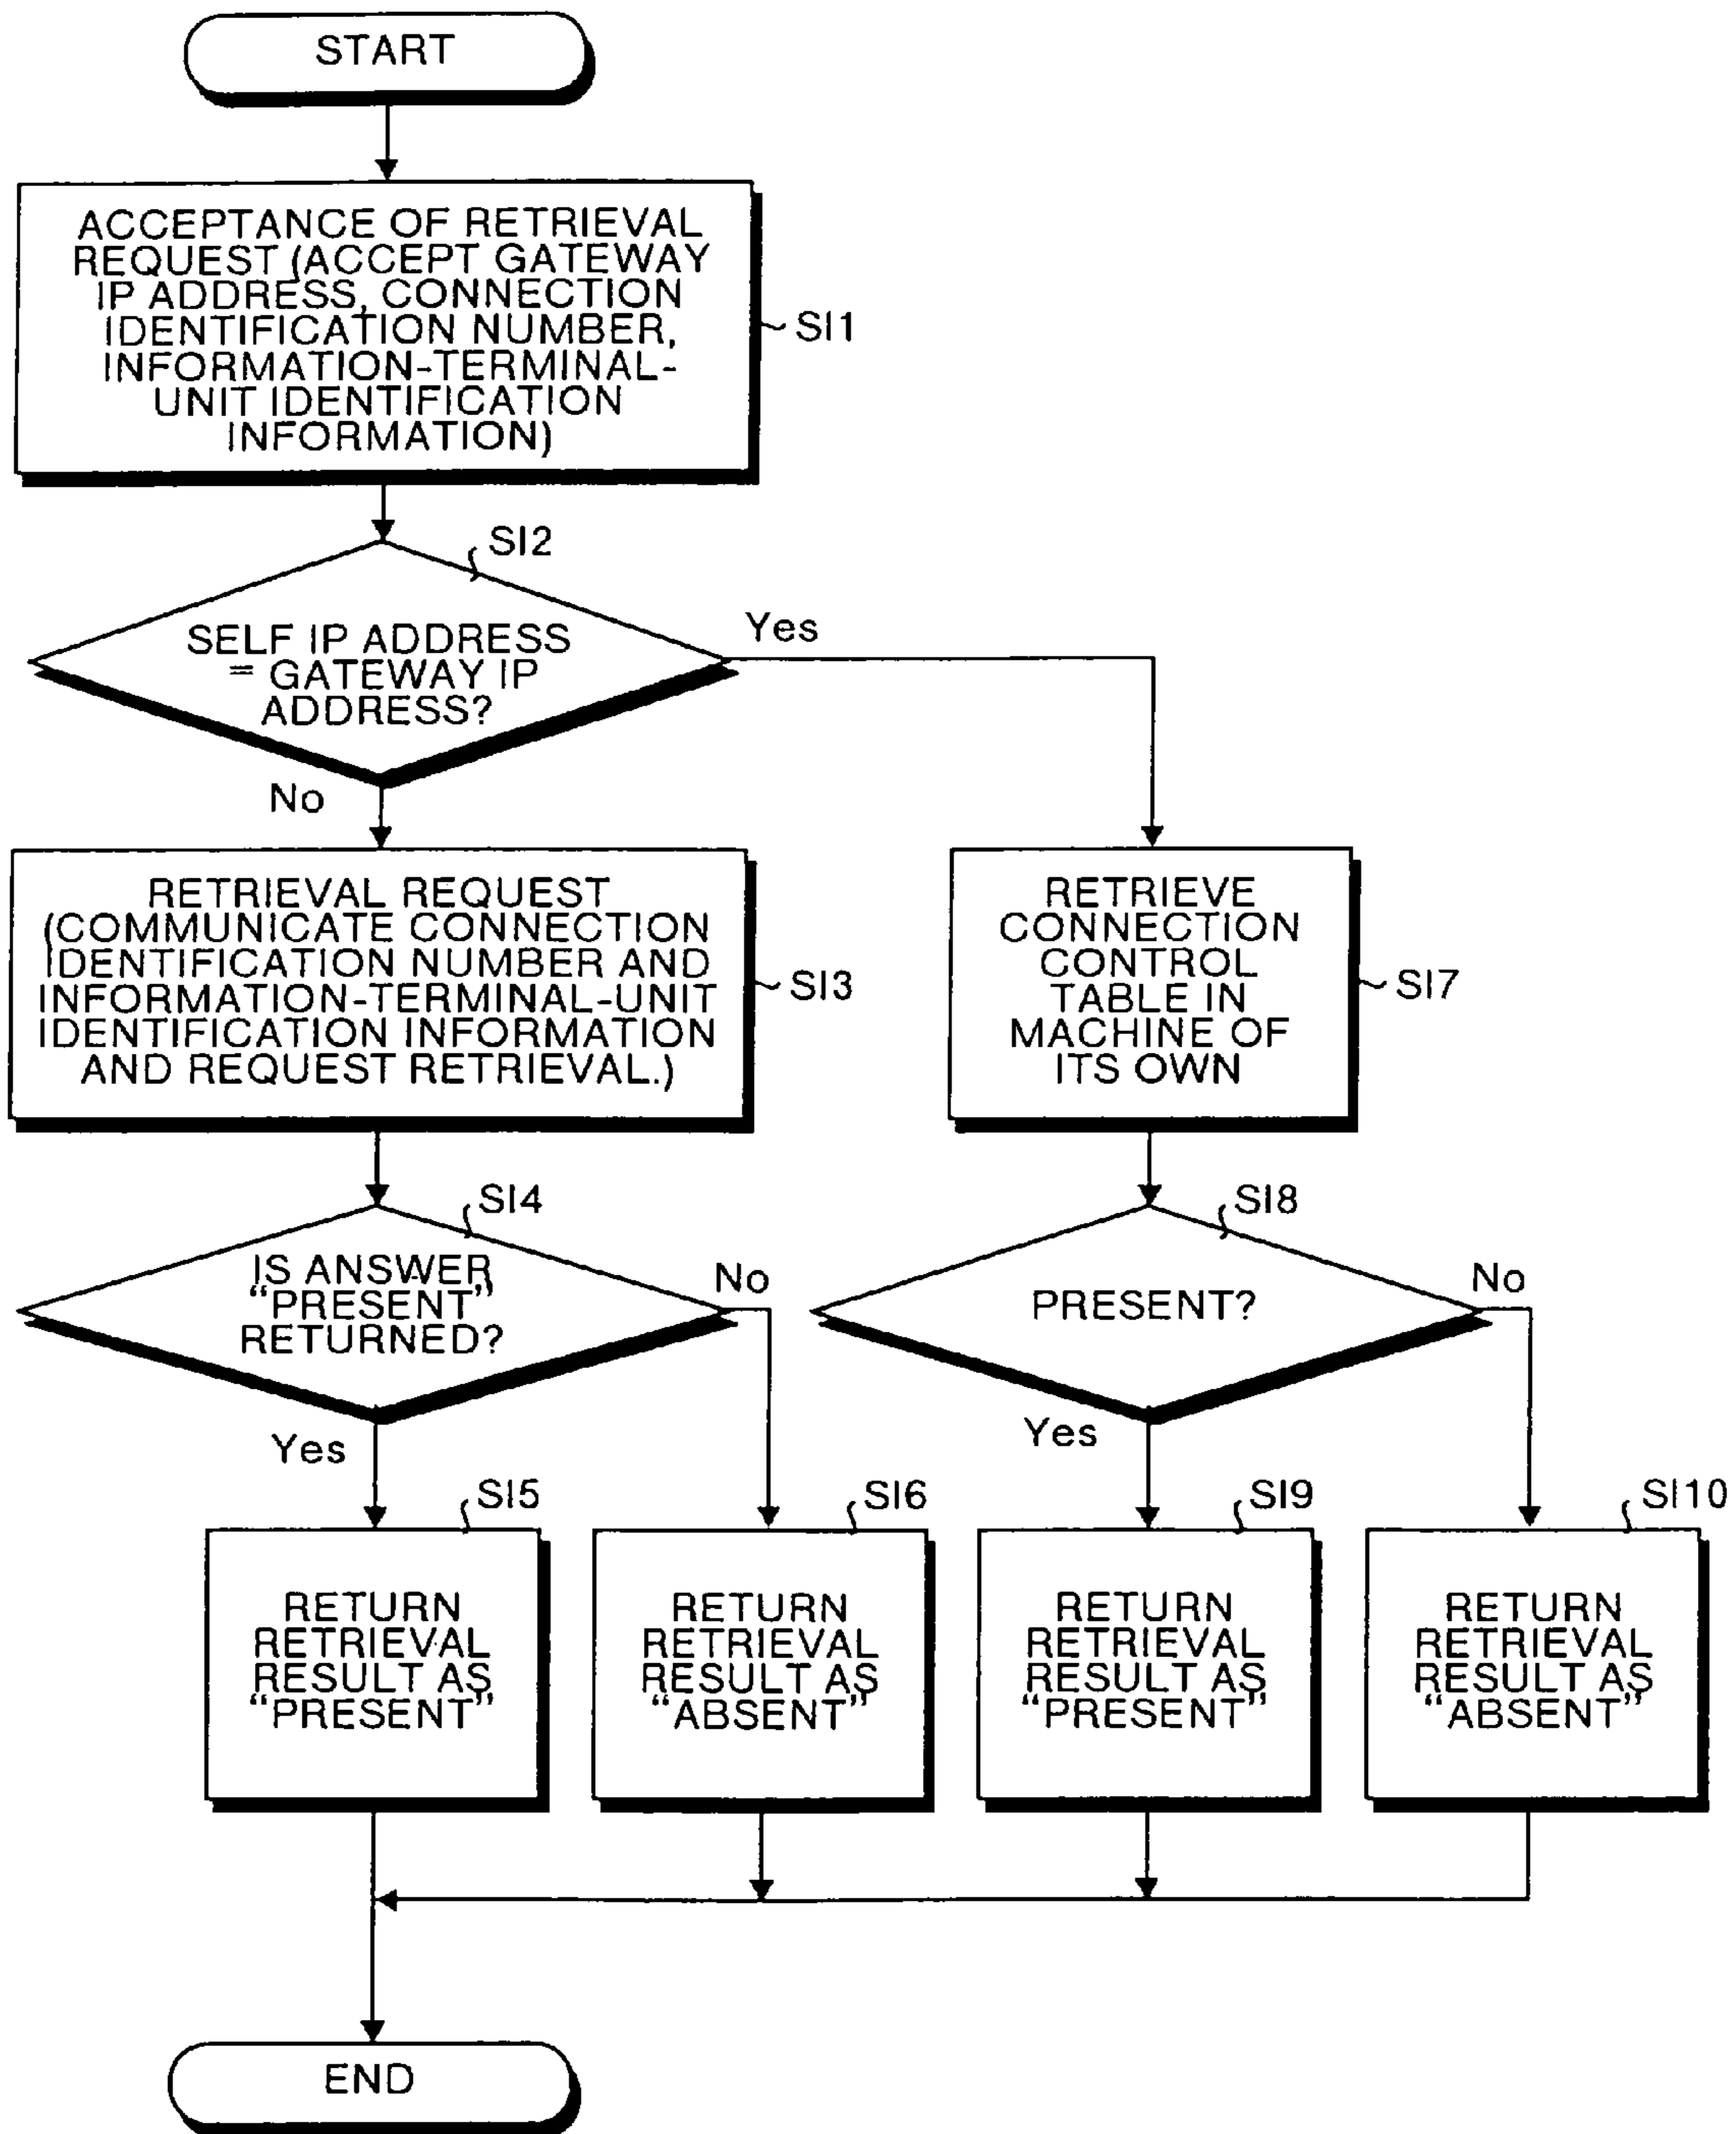 START
ACCEPTANCE OF RETRIEVAL
REQUEST (ACCEPT GATEWAY
IP ADDRESS, CONNECTION
IDENTIFICATION NUMBER,
INFORMATION-TERMINAL-
UNIT IDENTIFICATION
INFORMATION)
SI1
SI2
SELF IP ADDRESS
= GATEWAY IP
ADDRESS?
Yes
No
RETRIEVAL REQUEST
(COMMUNICATE CONNECTION
IDENTIFICATION NUMBER AND
INFORMATION-TERMINAL-UNIT
IDENTIFICATION INFORMATION
AND REQUEST RETRIEVAL.)
SI3
RETRIEVE
CONNECTION
CONTROL
TABLE IN
MACHINE OF
ITS OWN
SI7
SI4
IS ANSWER
“PRESENT”
RETURNED?
No
Yes
SI8
PRESENT?
No
Yes
SI5
RETURN
RETRIEVAL
RESULT AS
“PRESENT”
SI6
RETURN
RETRIEVAL
RESULT AS
“ABSENT”
SI9
RETURN
RETRIEVAL
RESULT AS
“PRESENT”
SI10
RETURN
RETRIEVAL
RESULT AS
“ABSENT”
END